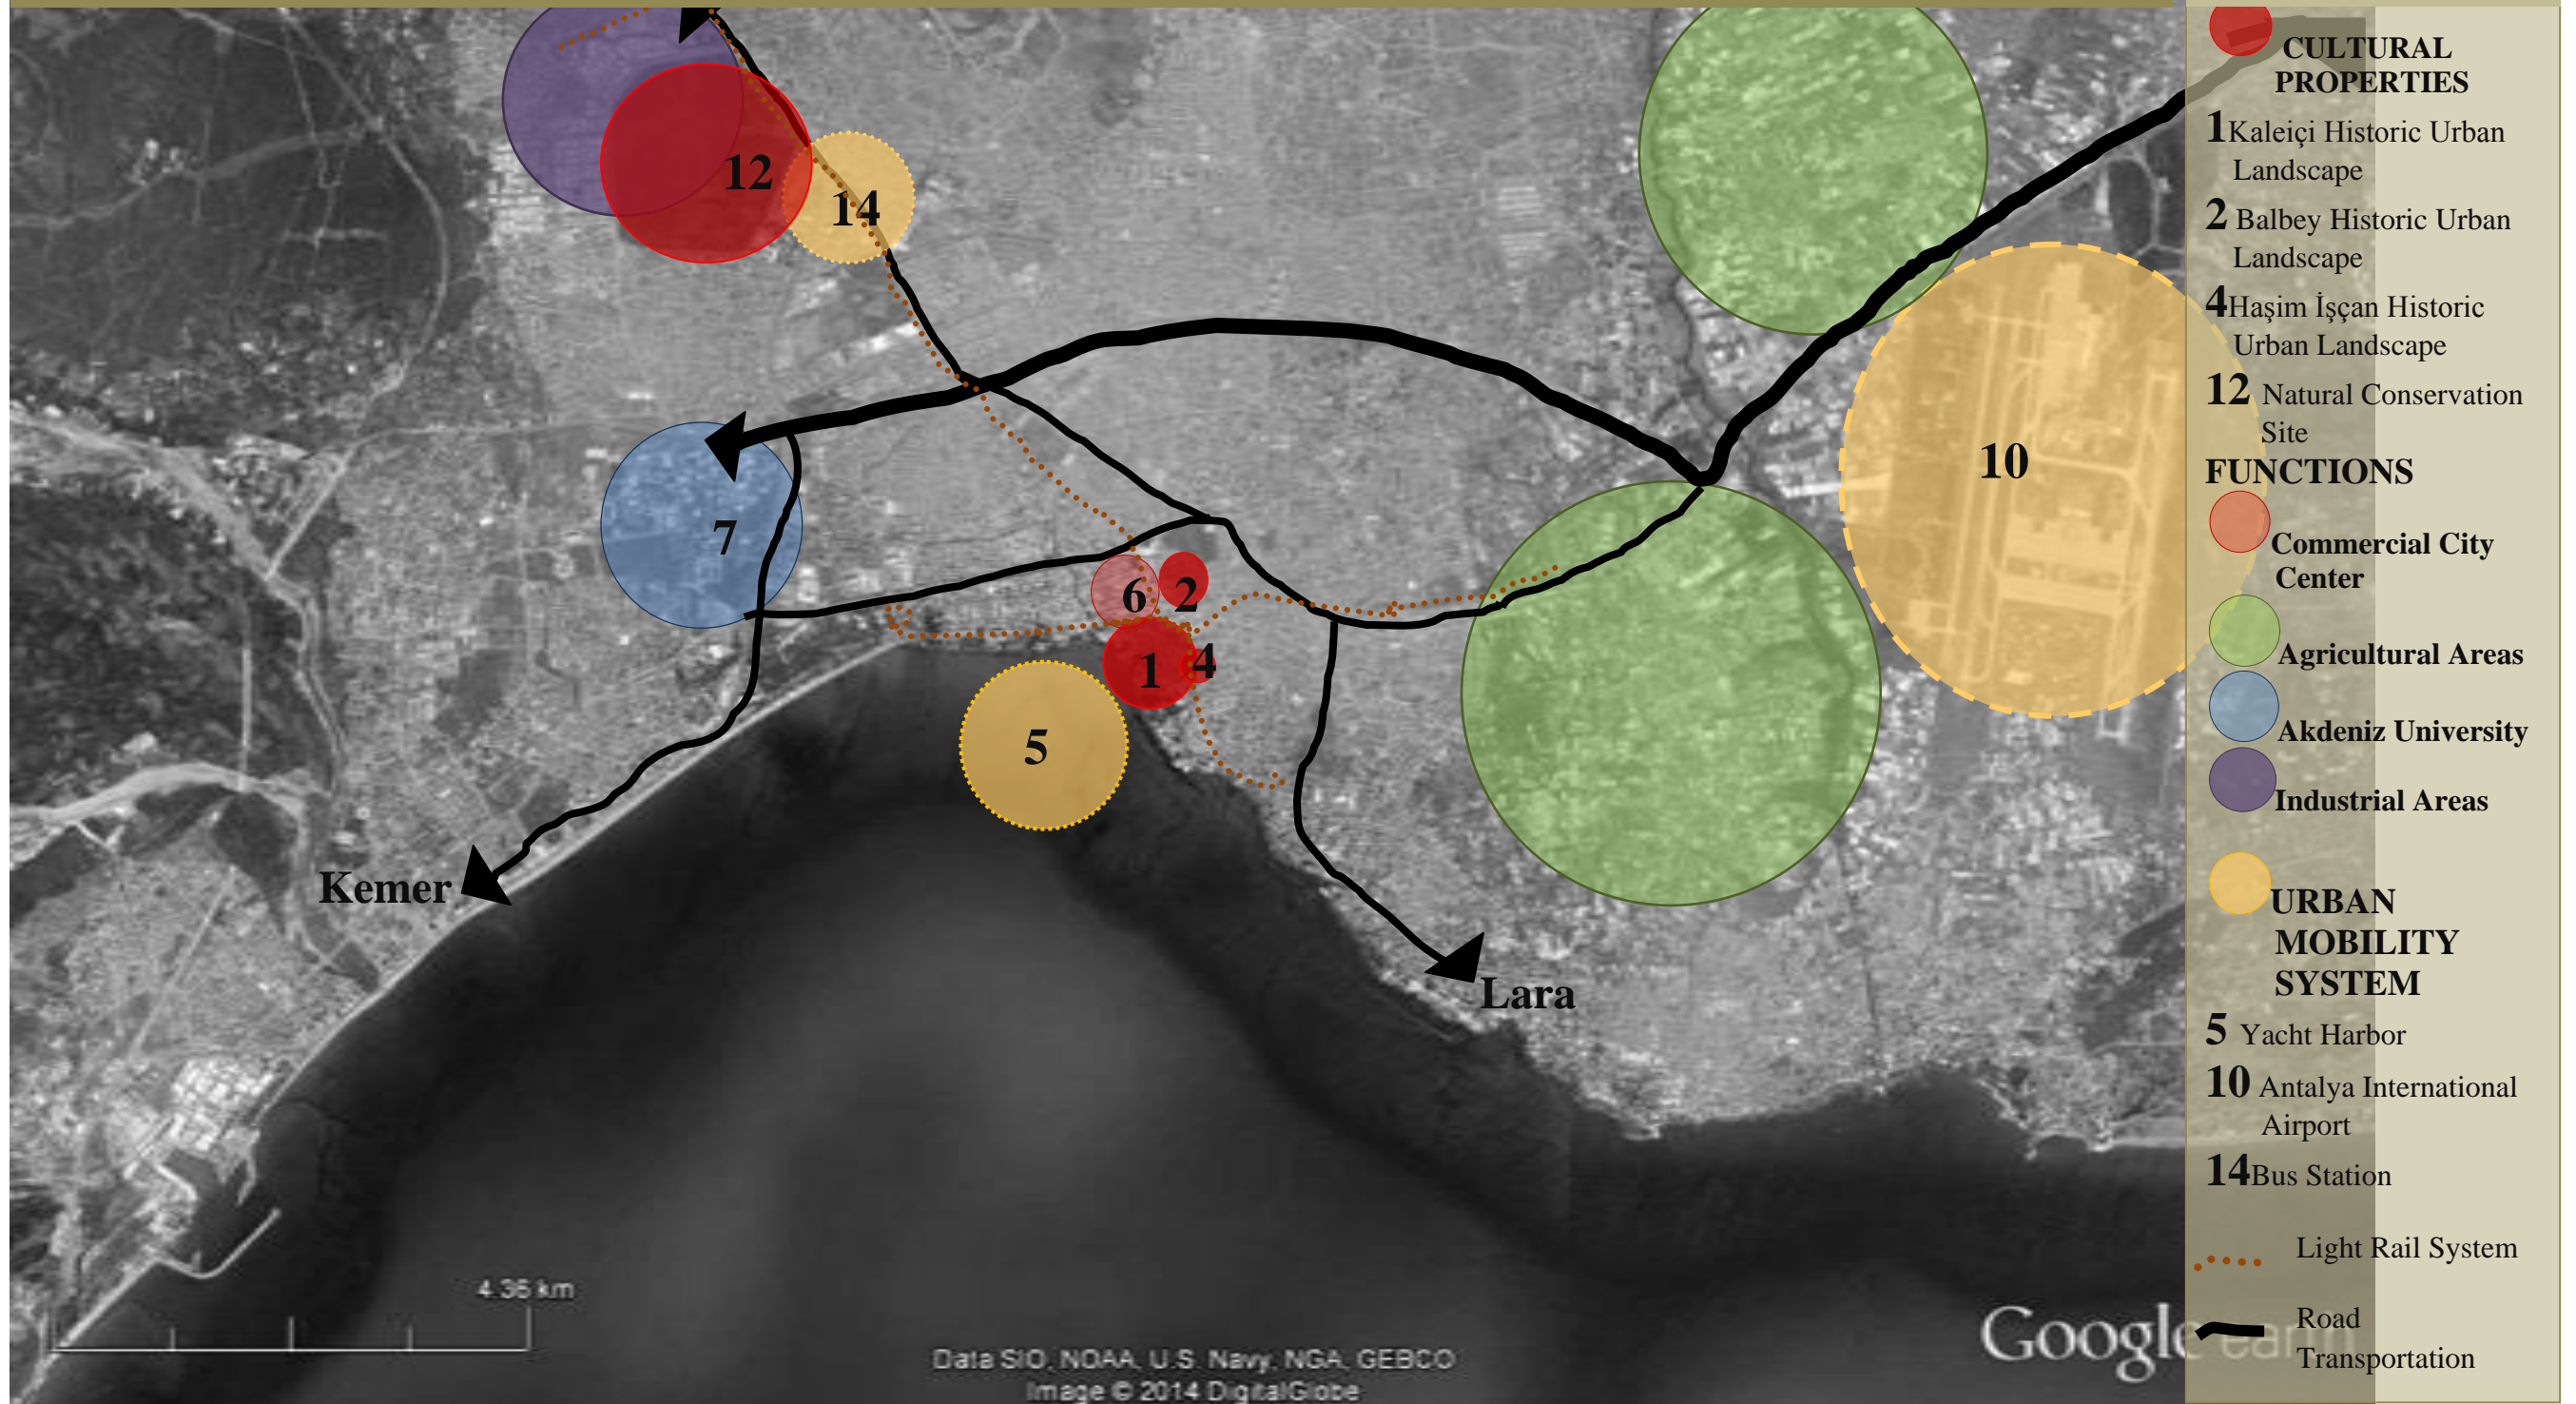 12
14
10
7
6
2
1
4
5
Kemer
Lara
4.36 km
Data SIO, NOAA, U.S. Navy, NGA, GEBCO
Image © 2014 DigitalGlobe
Google earth
CULTURAL
PROPERTIES
1Kaleiçi Historic Urban
Landscape
2 Balbey Historic Urban
Landscape
4Haşim İşçan Historic
Urban Landscape
12 Natural Conservation
Site
FUNCTIONS
Commercial City
Center
Agricultural Areas
Akdeniz University
Industrial Areas
URBAN
MOBILITY
SYSTEM
5 Yacht Harbor
10 Antalya International
Airport
14Bus Station
Light Rail System
Road
Transportation